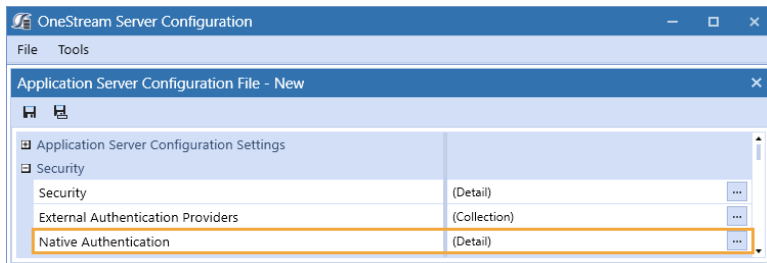 OneStream Server Configuration
File Tools
Application Server Configuration File - New
Application Server Configuration Settings
Security
Security (Detail) ...
External Authentication Providers (Collection) ...
Native Authentication (Detail) ...